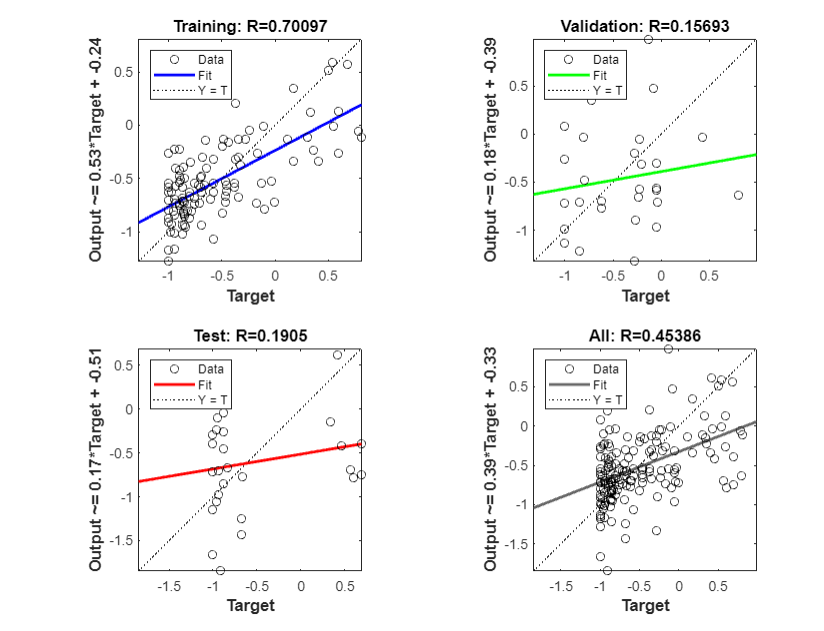 Training: R=0.70097
Output ~= 0.53*Target + -0.24
Data
Fit
Y = T
0.5
0
-0.5
-1
-1 -0.5 0 0.5
Target
Validation: R=0.15693
Output ~= 0.18*Target + -0.39
Data
Fit
Y = T
0.5
0
-0.5
-1
-1 -0.5 0 0.5
Target
Test: R=0.1905
Output ~= 0.17*Target + -0.51
Data
Fit
Y = T
0.5
0
-0.5
-1
-1.5
-1.5 -1 -0.5 0 0.5
Target
All: R=0.45386
Output ~= 0.39*Target + -0.33
Data
Fit
Y = T
0.5
0
-0.5
-1
-1.5
-1.5 -1 -0.5 0 0.5
Target